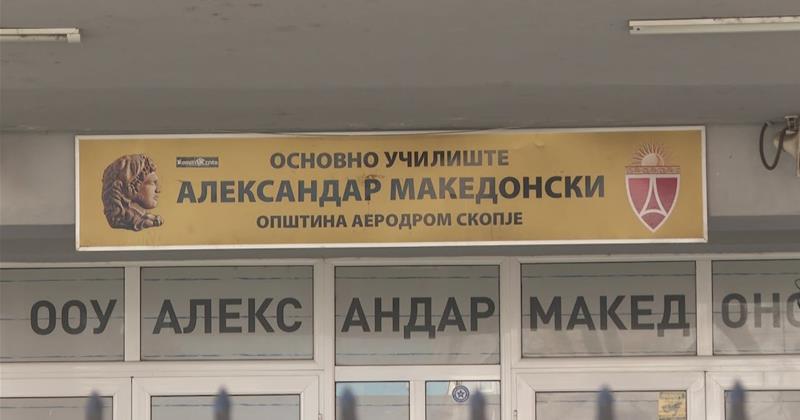 ОСНОВНО УЧИЛИШТЕ
АЛЕКСАНДАР МАКЕДОНСКИ
ОПШТИНА АЕРОДРОМ СКОПЈЕ
ООУ АЛЕКС АНДАР МАКЕД ОНС